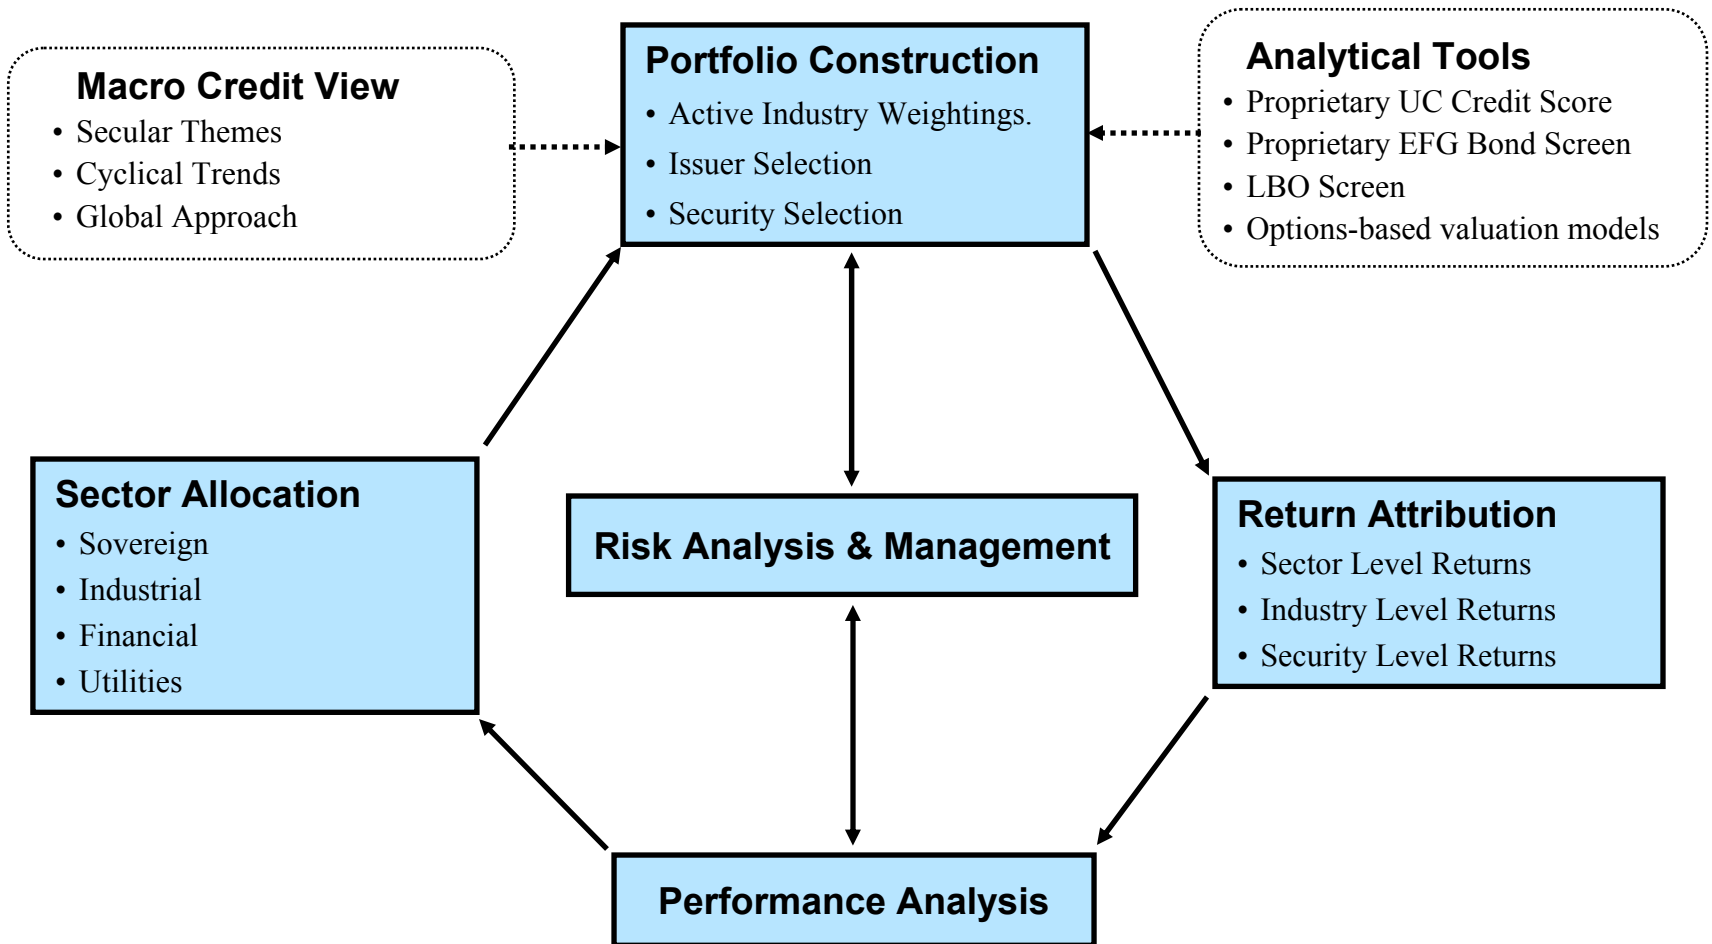 Macro Credit View
• Secular Themes
• Cyclical Trends
• Global Approach
Portfolio Construction
• Active Industry Weightings.
• Issuer Selection
• Security Selection
Analytical Tools
• Proprietary UC Credit Score
• Proprietary EFG Bond Screen
• LBO Screen
• Options-based valuation models
Sector Allocation
• Sovereign
• Industrial
• Financial
• Utilities
Risk Analysis & Management
Return Attribution
• Sector Level Returns
• Industry Level Returns
• Security Level Returns
Performance Analysis